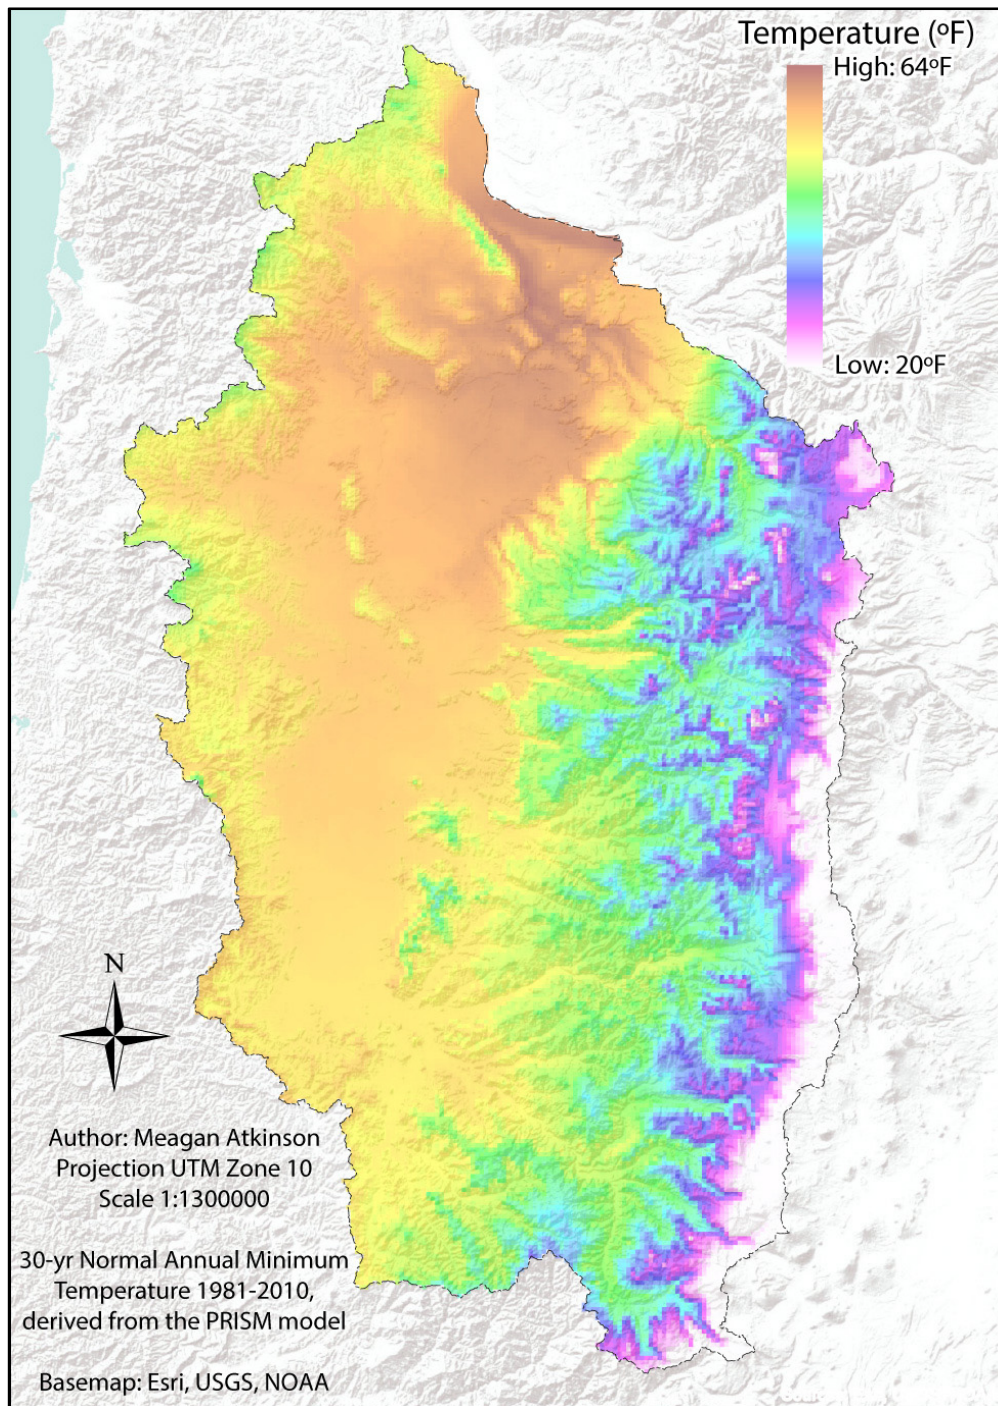 Temperature (ºF)
High: 64ºF
Low: 20ºF
N
Author: Meagan Atkinson
Projection UTM Zone 10
Scale 1:1300000
30-yr Normal Annual Minimum
Temperature 1981-2010,
derived from the PRISM model
Basemap: Esri, USGS, NOAA